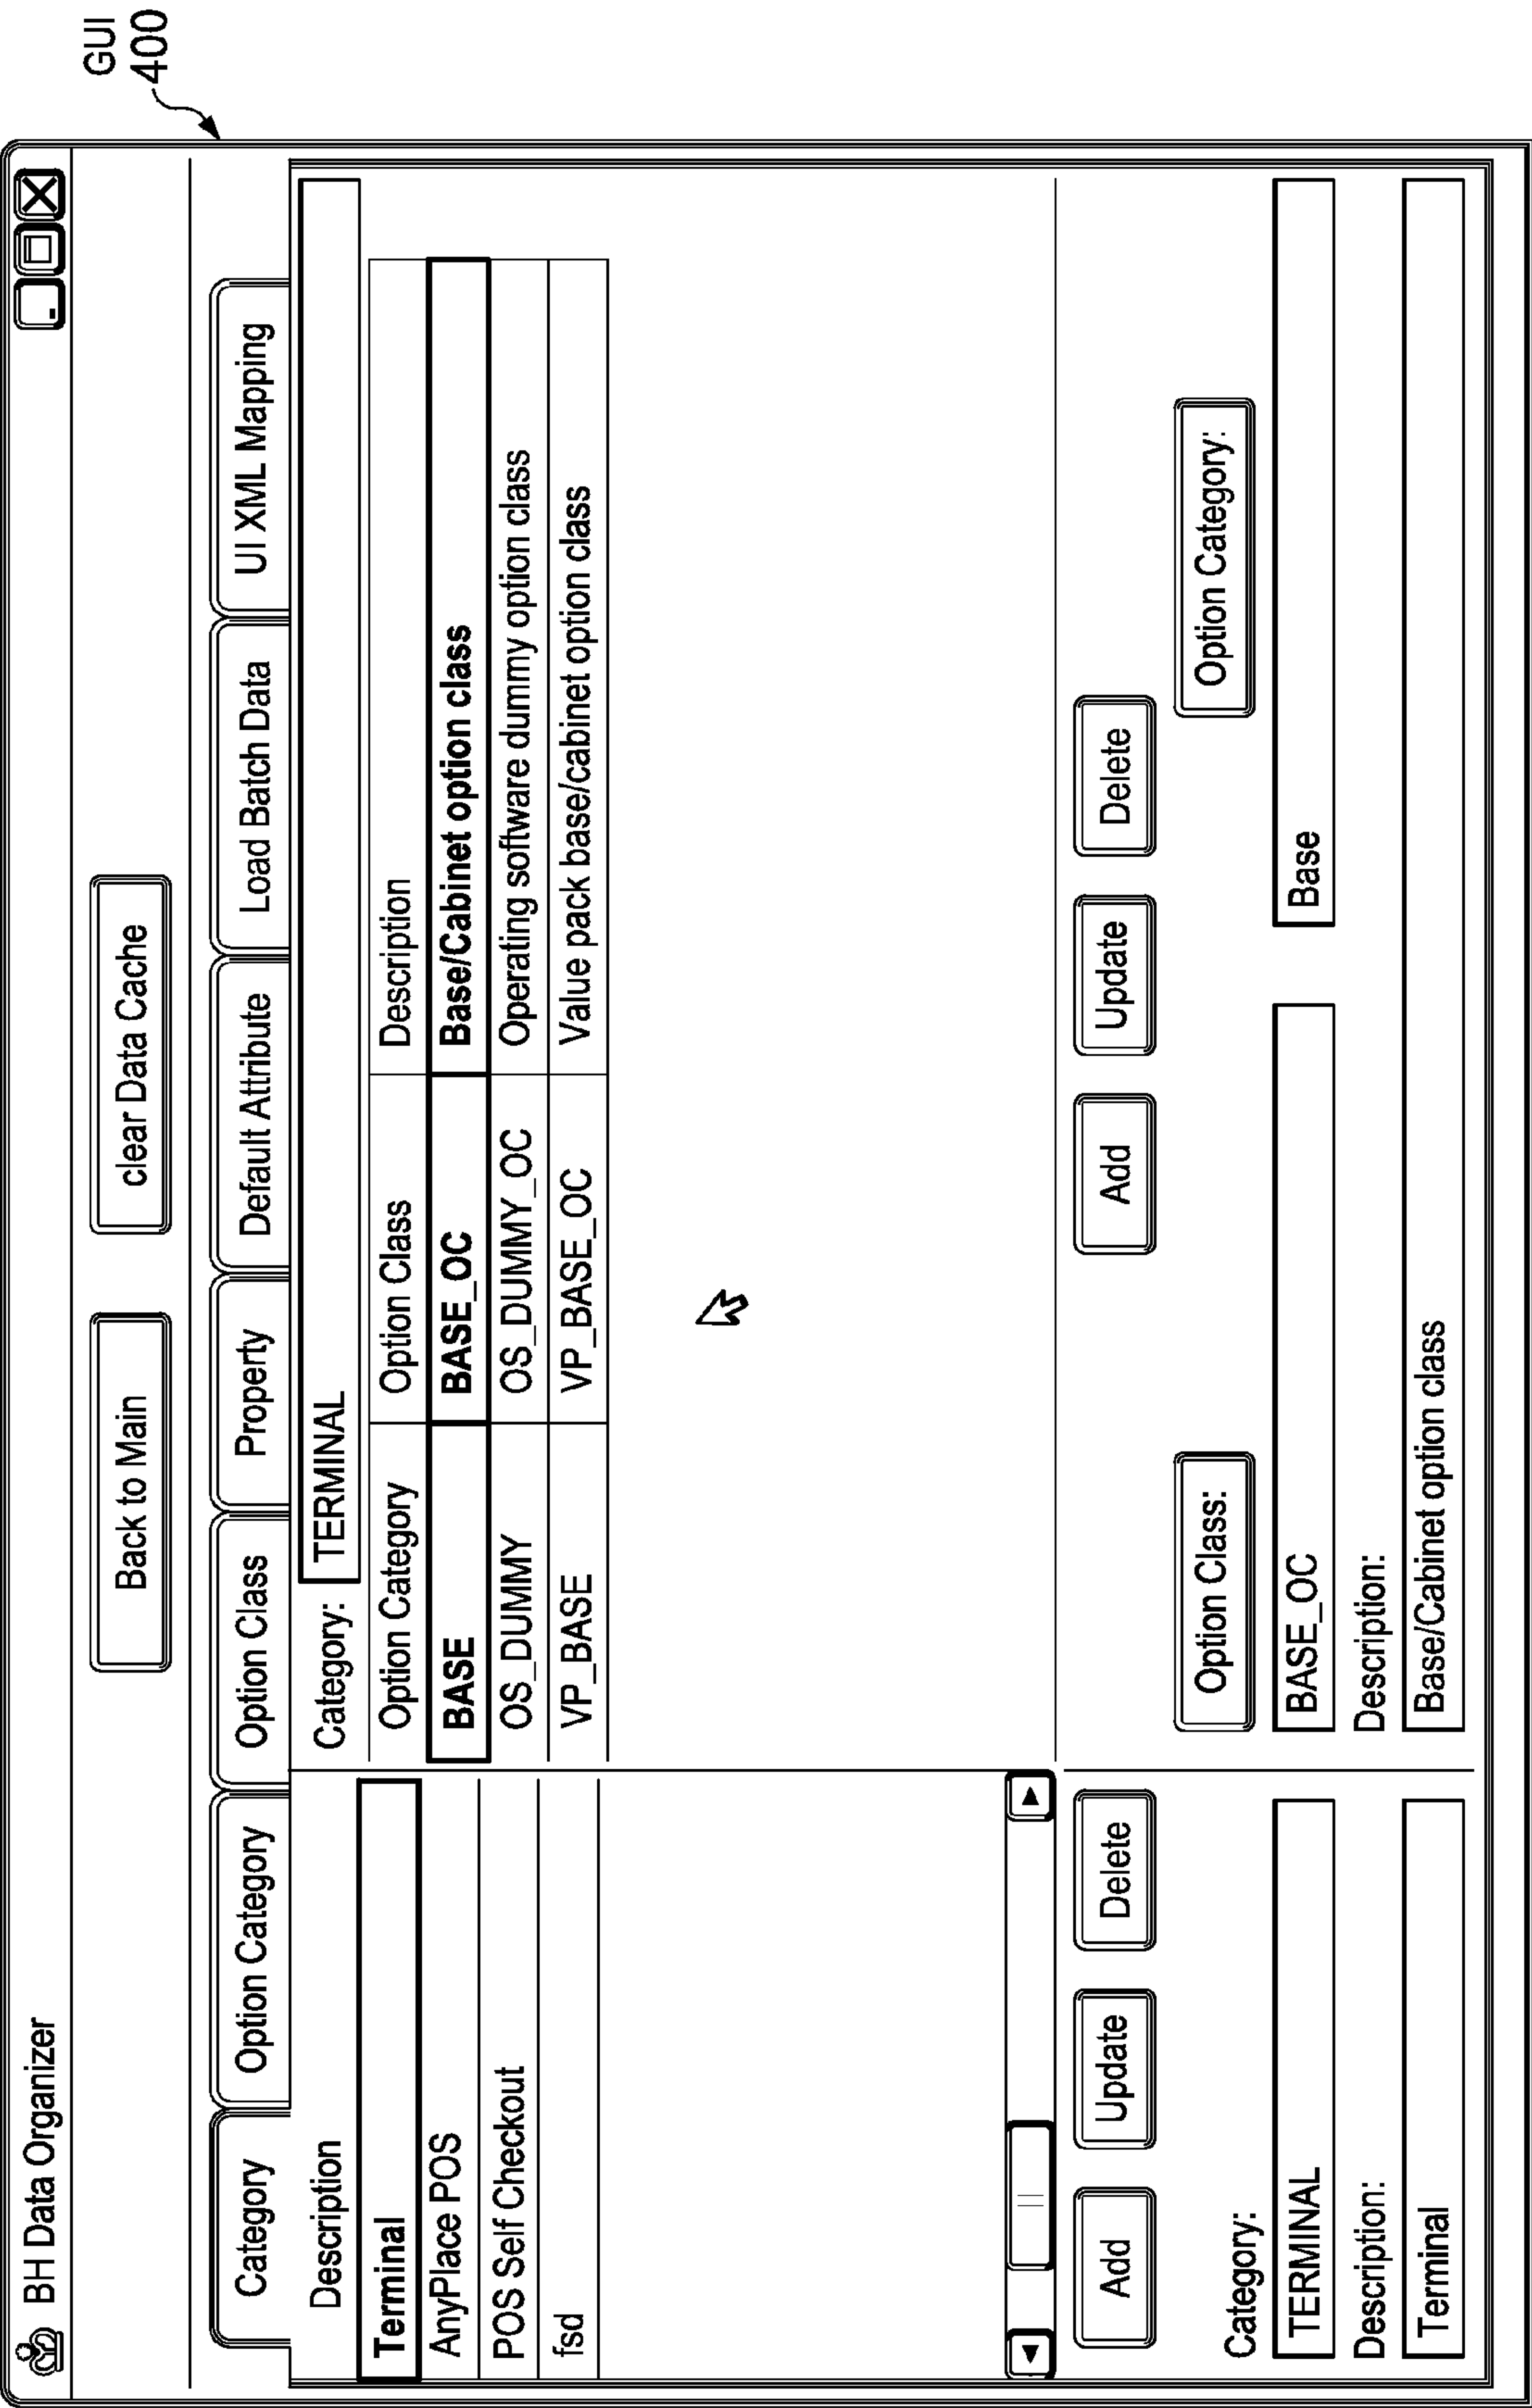 GUI
400
BH Data Organizer
Back to Main clear Data Cache
Category Option Category Option Class Property Default Attribute Load Batch Data UI XML Mapping
Description
Terminal
AnyPlace POS
POS Self Checkout
fsd
Category: TERMINAL
Option Category Option Class Description
BASE BASE_OC Base/Cabinet option class
OS_DUMMY OS_DUMMY_OC Operating software dummy option class
VP_BASE VP_BASE_OC Value pack base/cabinet option class
Add Update Delete
Category:
TERMINAL
Description:
Terminal
Add Update Delete
Option Class: Option Category:
BASE_OC Base
Description:
Base/Cabinet option class